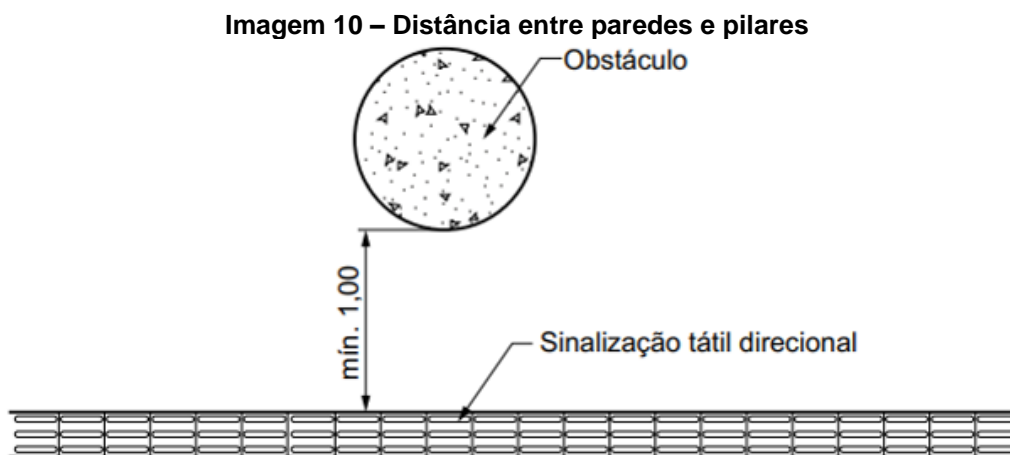 Imagem 10 – Distância entre paredes e pilares
Obstáculo
mín. 1,00
Sinalização tátil direcional